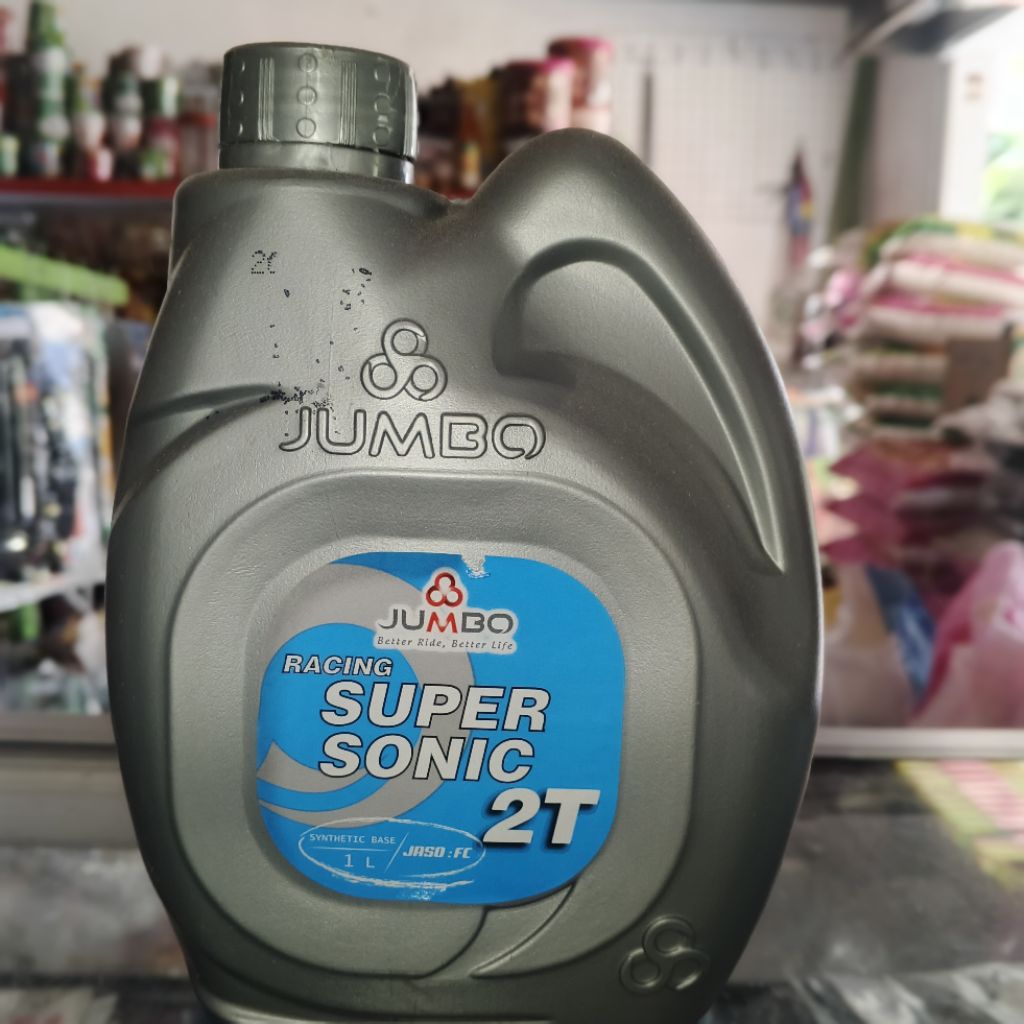 JUMBO
JUMBO
Better Ride, Better Life
RACING
SUPER
SONIC
2T
SYNTHETIC BASE
1 L
JASO : FC